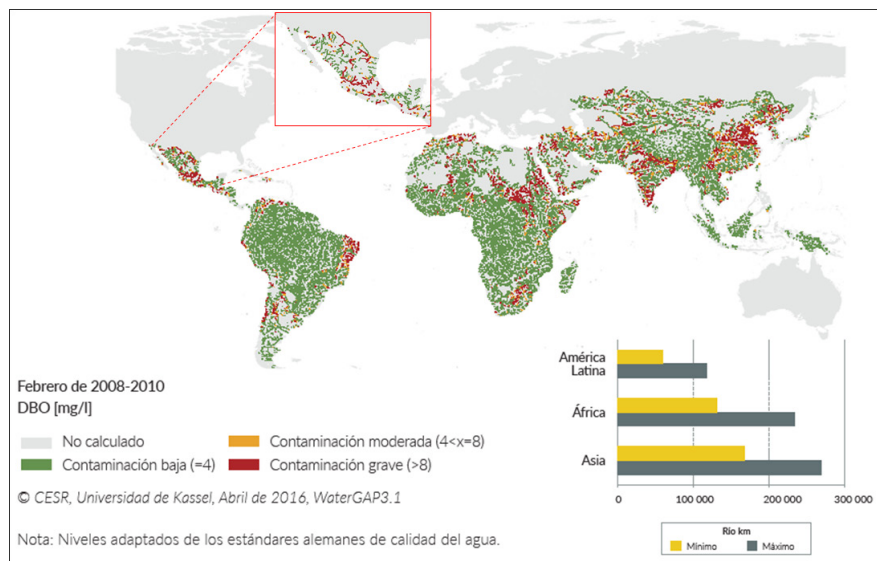 Febrero de 2008-2010
DBO [mg/l]
No calculado
Contaminación baja (=4)
Contaminación moderada (4<x=8)
Contaminación grave (>8)
© CESR, Universidad de Kassel, Abril de 2016, WaterGAP3.1
Nota: Niveles adaptados de los estándares alemanes de calidad del agua.
América
Latina
África
Asia
0 100 000 200 000 300 000
Río km
Mínimo Máximo